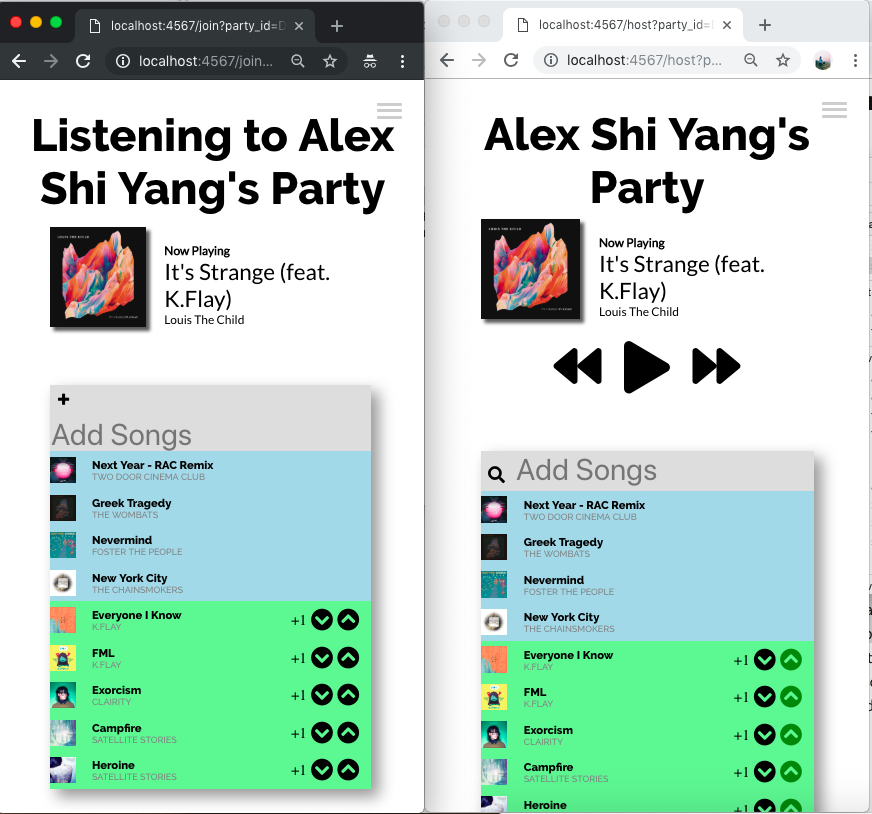 localhost:4567/join?party_id=D
localhost:4567/join...
Listening to Alex
Shi Yang's Party
Now Playing
It's Strange (feat.
K.Flay)
Louis The Child
Add Songs
Next Year - RAC Remix
TWO DOOR CINEMA CLUB
Greek Tragedy
THE WOMBATS
Nevermind
FOSTER THE PEOPLE
New York City
THE CHAINSMOKERS
Everyone I Know
K.FLAY
+1
FML
K.FLAY
+1
Exorcism
CLAIRITY
+1
Campfire
SATELLITE STORIES
+1
Heroine
SATELLITE STORIES
+1
localhost:4567/host?party_id=
localhost:4567/host?p...
Alex Shi Yang's
Party
Now Playing
It's Strange (feat.
K.Flay)
Louis The Child
Add Songs
Next Year - RAC Remix
TWO DOOR CINEMA CLUB
Greek Tragedy
THE WOMBATS
Nevermind
FOSTER THE PEOPLE
New York City
THE CHAINSMOKERS
Everyone I Know
K.FLAY
+1
FML
K.FLAY
+1
Exorcism
CLAIRITY
+1
Campfire
SATELLITE STORIES
+1
Heroine
+1